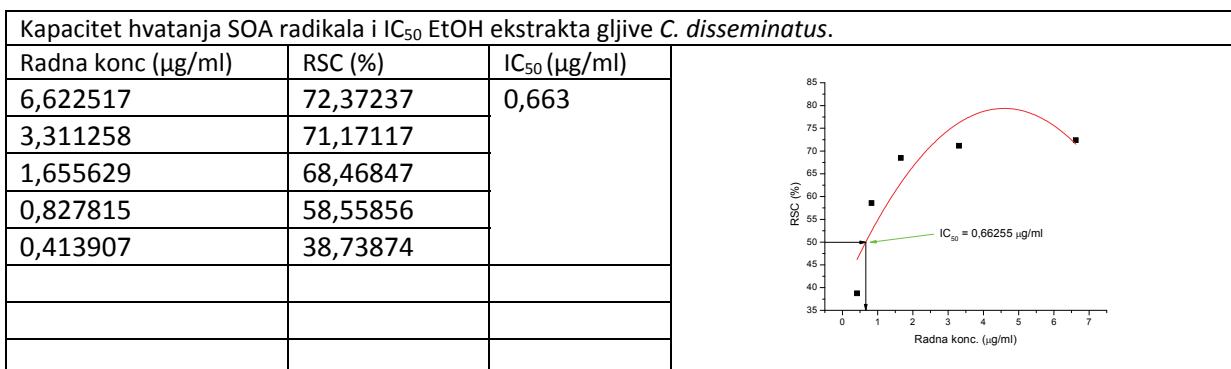 Kapacitet hvatanja SOA radikala i IC₅₀ EtOH ekstrakta gljive C. disseminatus.
Radna konc (μg/ml) RSC (%) IC₅₀ (μg/ml)
6,622517 72,37237 0,663
3,311258 71,17117
1,655629 68,46847
0,827815 58,55856
0,413907 38,73874
85
80
75
70
65
60
55
50
45
40
35
RSC (%)
IC₅₀ = 0,66255 μg/ml
0 1 2 3 4 5 6 7
Radna konc. (μg/ml)